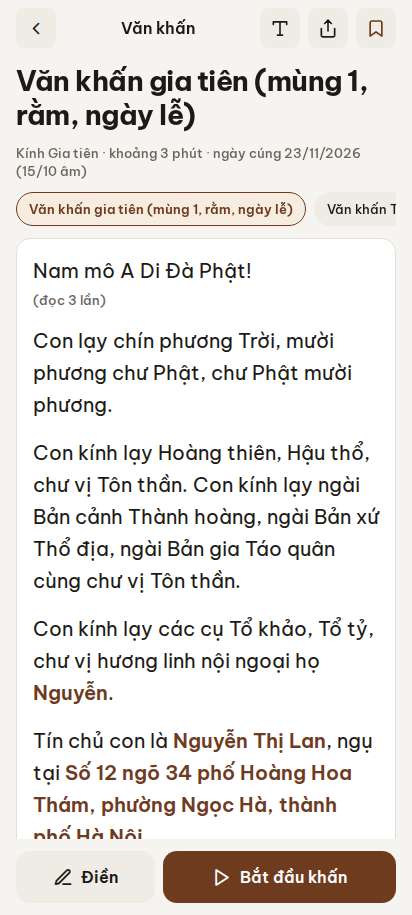 Văn khấn
Văn khấn gia tiên (mùng 1,
rằm, ngày lễ)
Kính Gia tiên · khoảng 3 phút · ngày cúng 23/11/2026
(15/10 âm)
Văn khấn gia tiên (mùng 1, rằm, ngày lễ)
Văn khấn T
Nam mô A Di Đà Phật!
(đọc 3 lần)
Con lạy chín phương Trời, mười
phương chư Phật, chư Phật mười
phương.
Con kính lạy Hoàng thiên, Hậu thổ,
chư vị Tôn thần. Con kính lạy ngài
Bản cảnh Thành hoàng, ngài Bản xứ
Thổ địa, ngài Bản gia Táo quân
cùng chư vị Tôn thần.
Con kính lạy các cụ Tổ khảo, Tổ tỷ,
chư vị hương linh nội ngoại họ
Nguyễn.
Tín chủ con là Nguyễn Thị Lan, ngụ
tại Số 12 ngõ 34 phố Hoàng Hoa
Thám, phường Ngọc Hà, thành
phố Hà Nội
Điền
Bắt đầu khấn